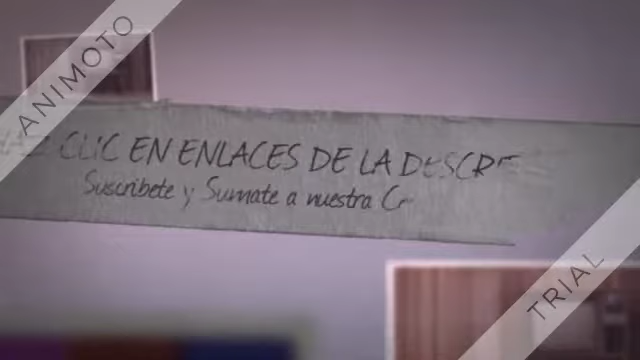 ANIMOTO
CLIC EN ENLACES DE LA
Suscribete y Sumate a nuestra
TRIAL